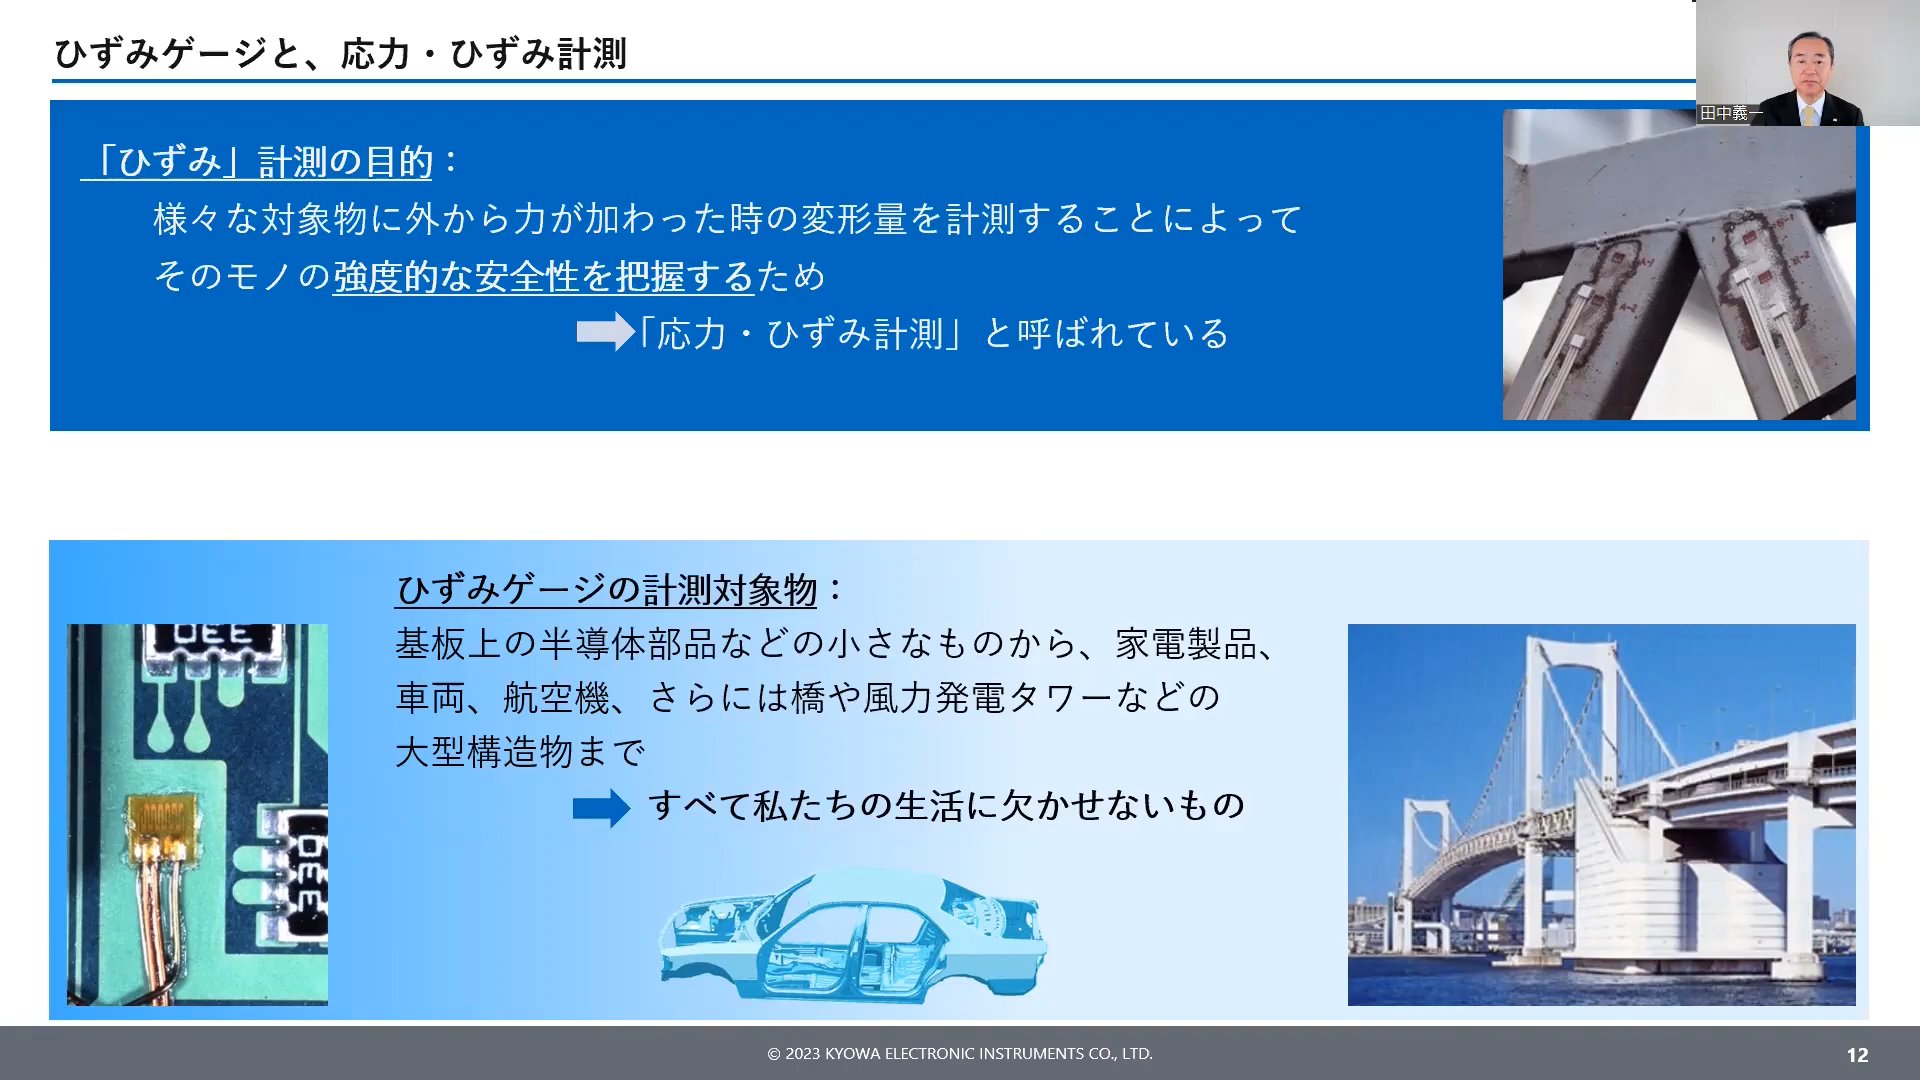 ひずみゲージと、応力・ひずみ計測
田中義一
「ひずみ」計測の目的：
様々な対象物に外から力が加わった時の変形量を計測することによって
そのモノの強度的な安全性を把握するため
「応力・ひずみ計測」と呼ばれている
ひずみゲージの計測対象物：
基板上の半導体部品などの小さなものから、家電製品、
車両、航空機、さらには橋や風力発電タワーなどの
大型構造物まで
すべて私たちの生活に欠かせないもの
© 2023 KYOWA ELECTRONIC INSTRUMENTS CO., LTD.
12